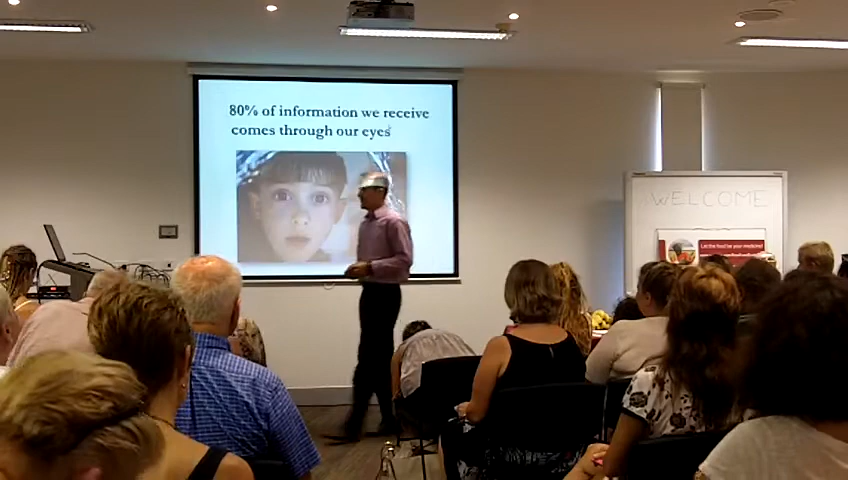 80% of information we receive
comes through our eyes
WELCOME
Let the food be your medicine!